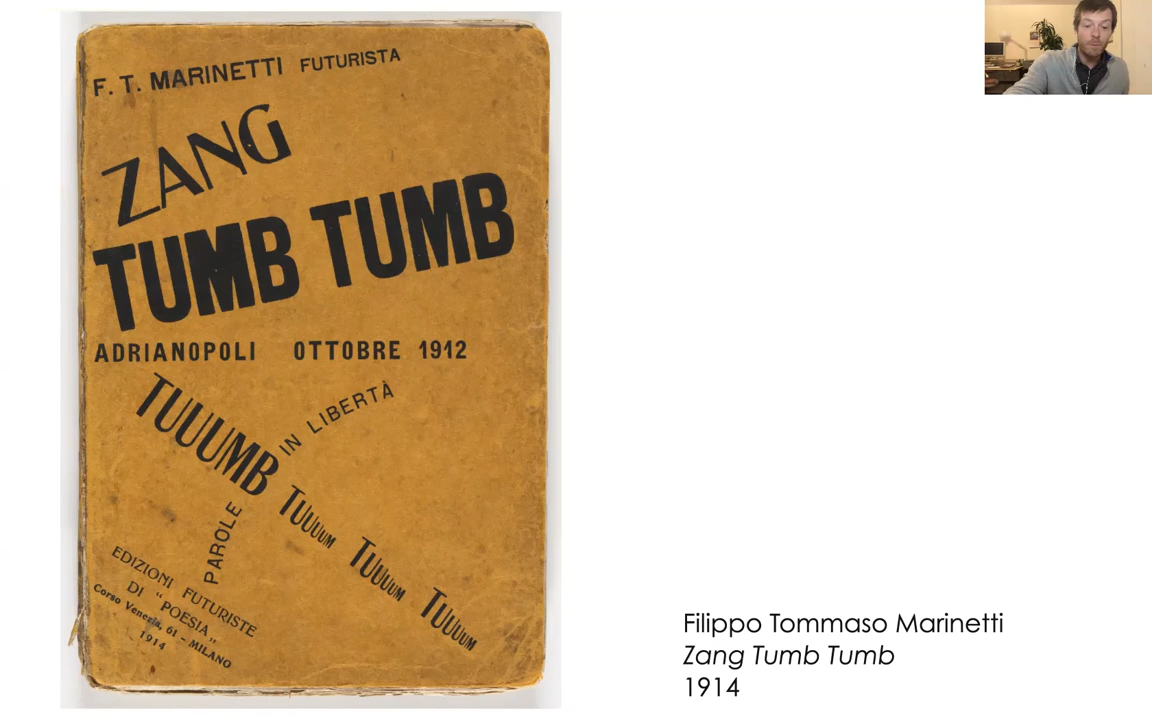 F. T. MARINETTI FUTURISTA
ZANG
TUMB TUMB
ADRIANOPOLI OTTOBRE 1912
TUUUMB
IN LIBERTÀ
TUUUUM
TUUUUM
TUUUUM
PAROLE
EDIZIONI FUTURISTE
DI "POESIA"
Corso Venezia, 61 - MILANO
1914
Filippo Tommaso Marinetti
Zang Tumb Tumb
1914